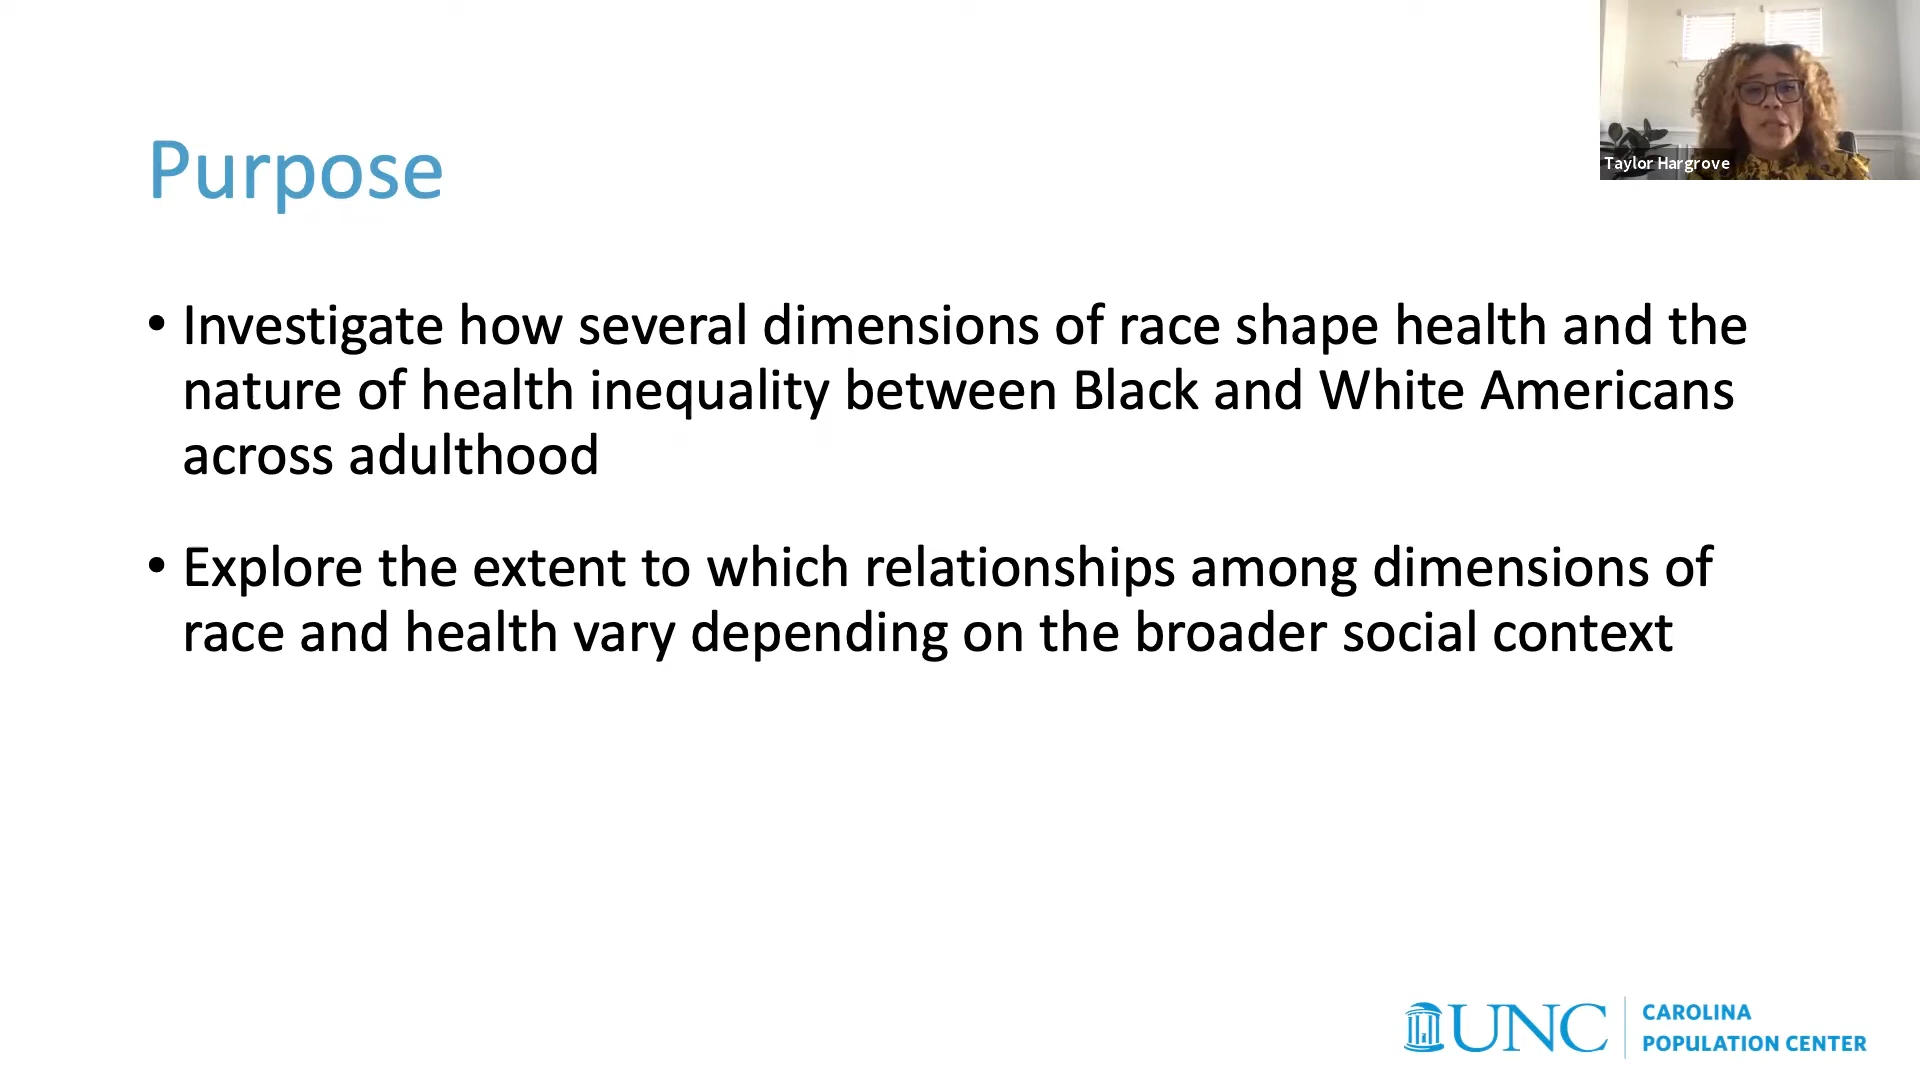 Taylor Hargrove
Purpose
• Investigate how several dimensions of race shape health and the
nature of health inequality between Black and White Americans
across adulthood
• Explore the extent to which relationships among dimensions of
race and health vary depending on the broader social context
UNC
CAROLINA
POPULATION CENTER